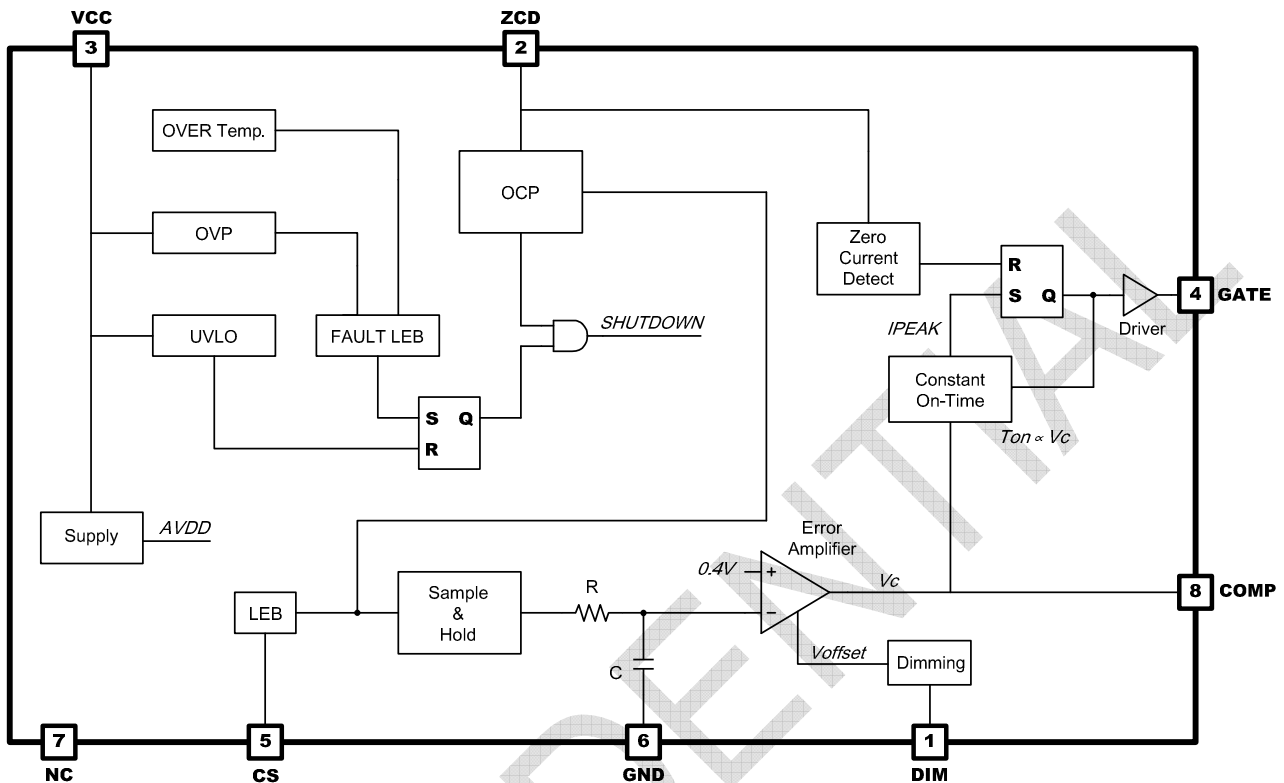 VCC
ZCD
3
2
OVER Temp.
OCP
OVP
Zero
Current
Detect
R
S Q
4
GATE
Driver
UVLO
FAULT LEB
SHUTDOWN
IPEAK
Constant
On-Time
S Q
R
Ton ∝ Vc
Supply
AVDD
Error
Amplifier
0.4V
+
−
Vc
8
COMP
LEB
Sample
&
Hold
R
C
Voffset
Dimming
7
5
6
1
NC
CS
GND
DIM